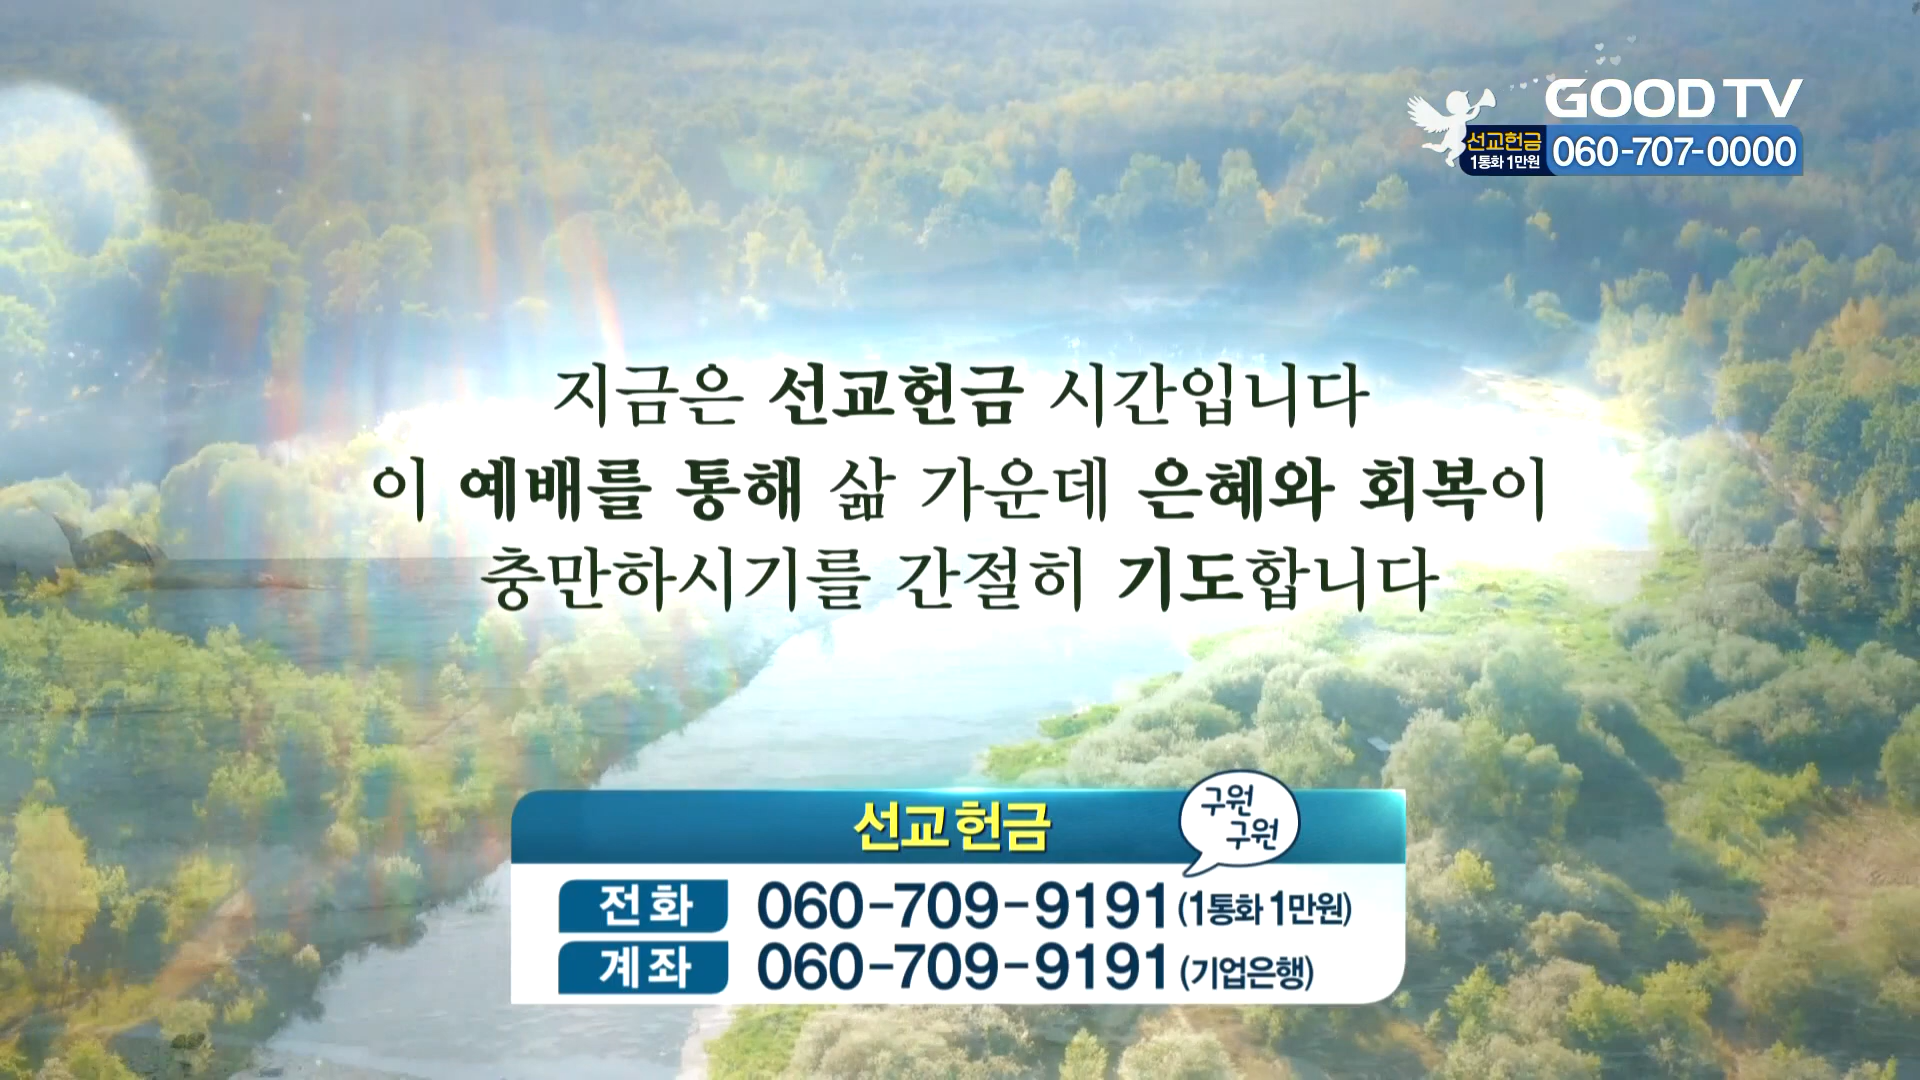 GOOD TV
선교헌금
1통화 1만원
060-707-0000
지금은 선교헌금 시간입니다
이 예배를 통해 삶 가운데 은혜와 회복이
충만하시기를 간절히 기도합니다
선교헌금
구원
구원
전화 060-709-9191 (1통화 1만원)
계좌 060-709-9191 (기업은행)